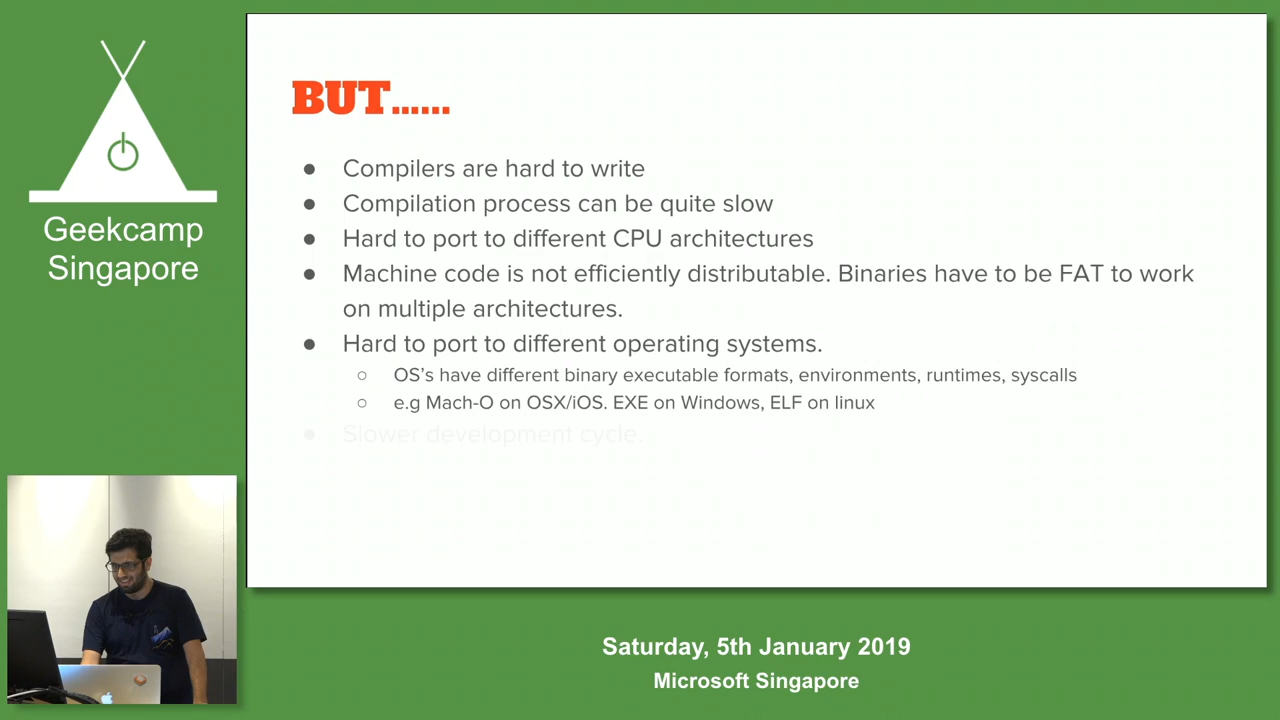 Geekcamp
Singapore
BUT......
● Compilers are hard to write
● Compilation process can be quite slow
● Hard to port to different CPU architectures
● Machine code is not efficiently distributable. Binaries have to be FAT to work
on multiple architectures.
● Hard to port to different operating systems.
○ OS’s have different binary executable formats, environments, runtimes, syscalls
○ e.g Mach-O on OSX/iOS. EXE on Windows, ELF on linux
● Slower development cycle.
Saturday, 5th January 2019
Microsoft Singapore